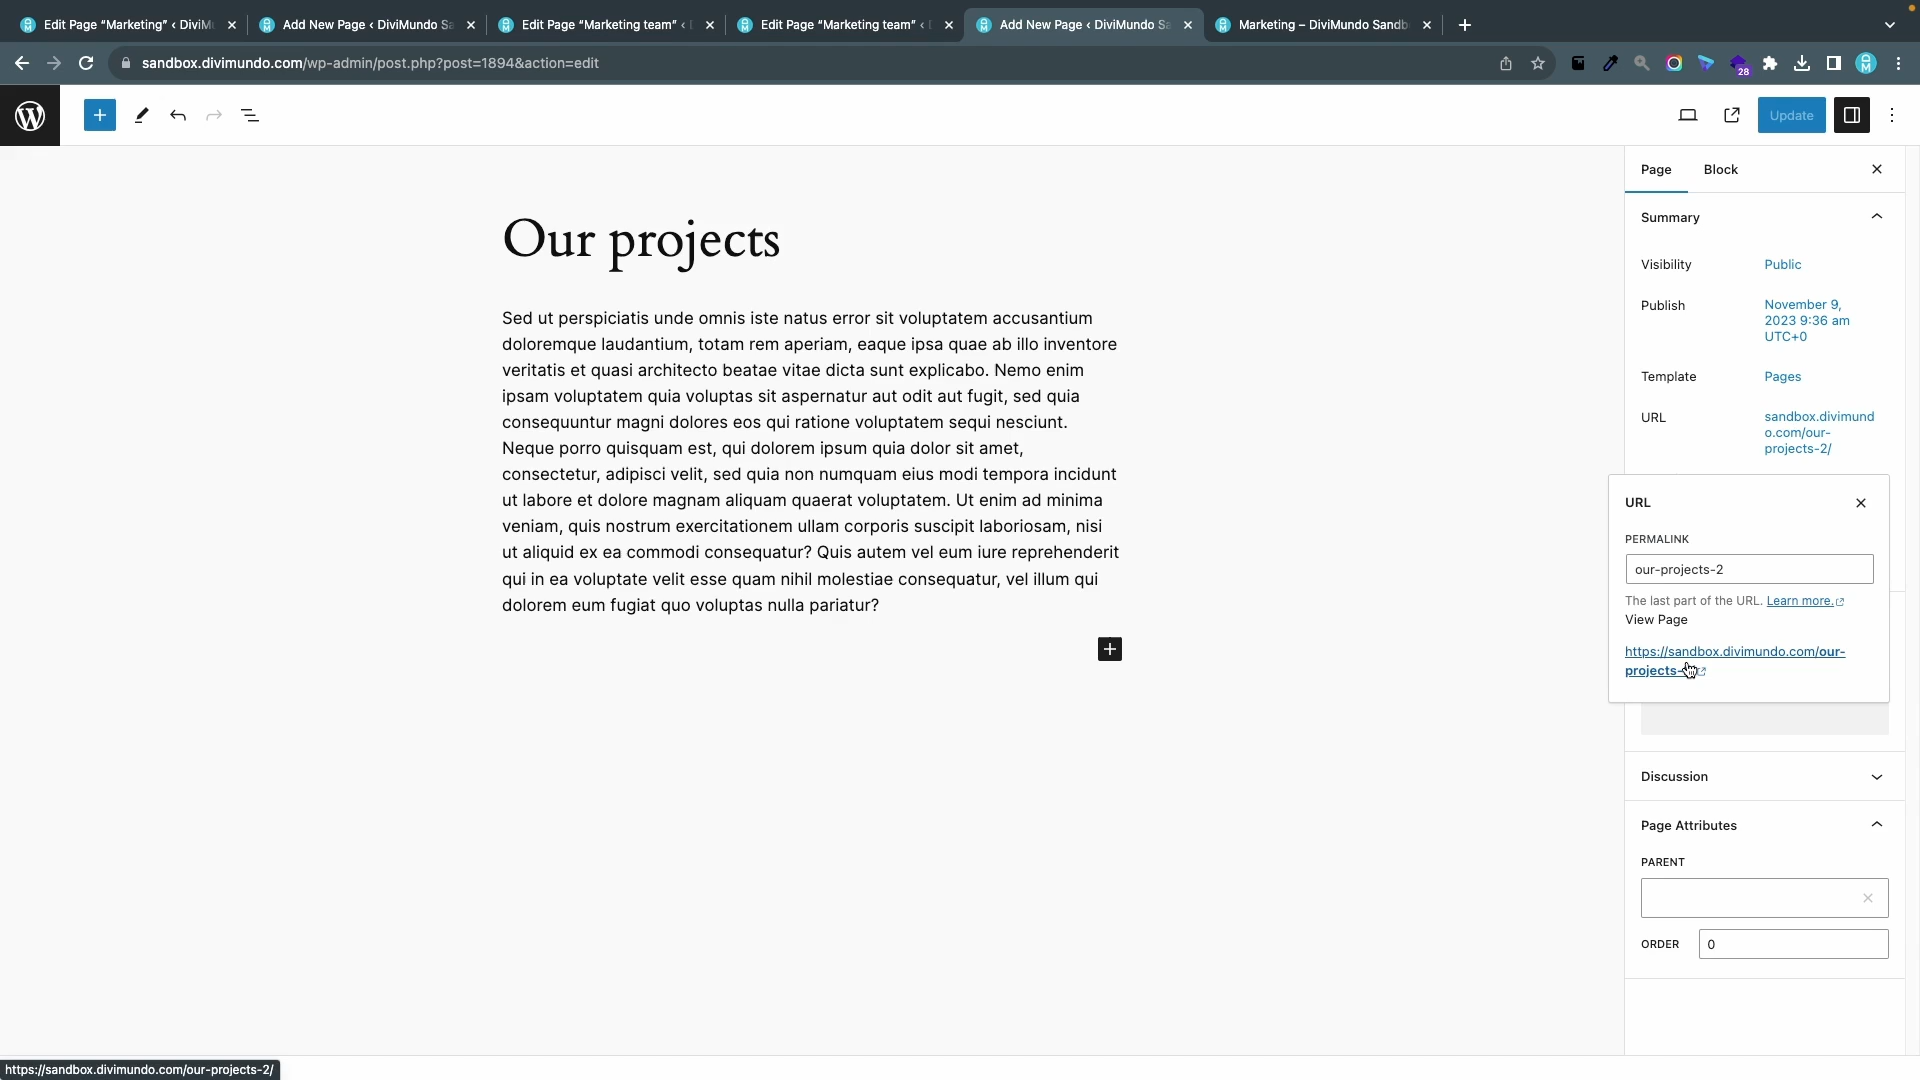 Edit Page “Marketing” ‹ DiviM
Add New Page ‹ DiviMundo Sa
Edit Page “Marketing team” ‹
Edit Page “Marketing team” ‹
Add New Page ‹ DiviMundo Sa
Marketing – DiviMundo Sandb
sandbox.divimundo.com/wp-admin/post.php?post=1894&action=edit
28
Update
Page
Block
Summary
Our projects
Visibility
Public
Publish
November 9,
2023 9:36 am
UTC+0
Template
Pages
URL
sandbox.divimund
o.com/our-
projects-2/
Sed ut perspiciatis unde omnis iste natus error sit voluptatem accusantium
doloremque laudantium, totam rem aperiam, eaque ipsa quae ab illo inventore
veritatis et quasi architecto beatae vitae dicta sunt explicabo. Nemo enim
ipsam voluptatem quia voluptas sit aspernatur aut odit aut fugit, sed quia
consequuntur magni dolores eos qui ratione voluptatem sequi nesciunt.
Neque porro quisquam est, qui dolorem ipsum quia dolor sit amet,
consectetur, adipisci velit, sed quia non numquam eius modi tempora incidunt
ut labore et dolore magnam aliquam quaerat voluptatem. Ut enim ad minima
veniam, quis nostrum exercitationem ullam corporis suscipit laboriosam, nisi
ut aliquid ex ea commodi consequatur? Quis autem vel eum iure reprehenderit
qui in ea voluptate velit esse quam nihil molestiae consequatur, vel illum qui
dolorem eum fugiat quo voluptas nulla pariatur?
URL
PERMALINK
our-projects-2
The last part of the URL. Learn more.
View Page
https://sandbox.divimundo.com/our-
projects-
Discussion
Page Attributes
PARENT
ORDER
0
https://sandbox.divimundo.com/our-projects-2/